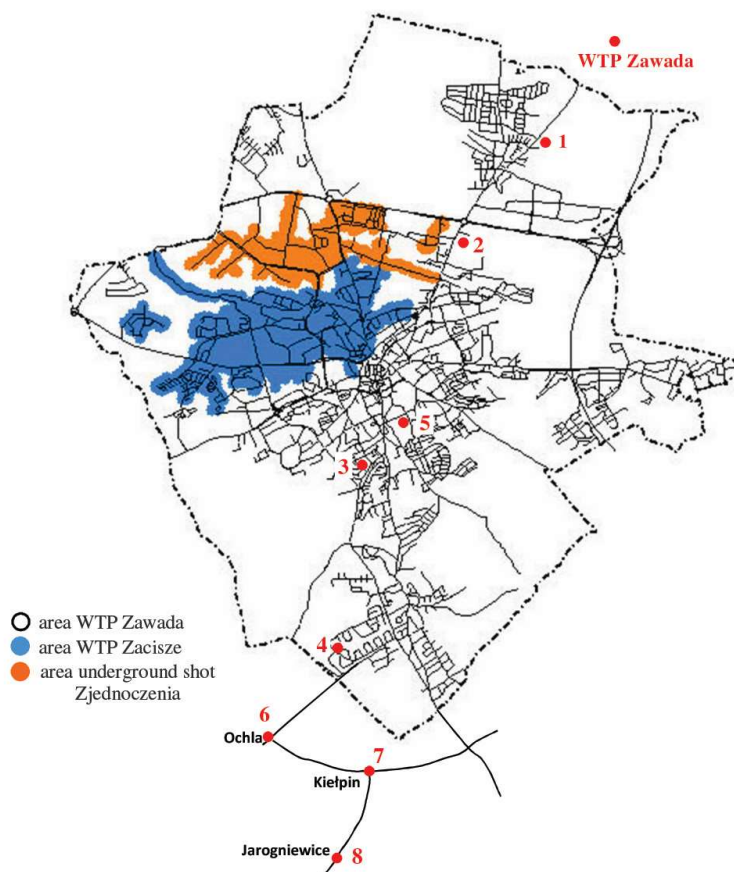 WTP Zawada
1
2
5
3
area WTP Zawada
area WTP Zacisze
area underground shot
Zjednoczenia
4
6
Ochla
7
Kiełpin
Jarogniewice
8